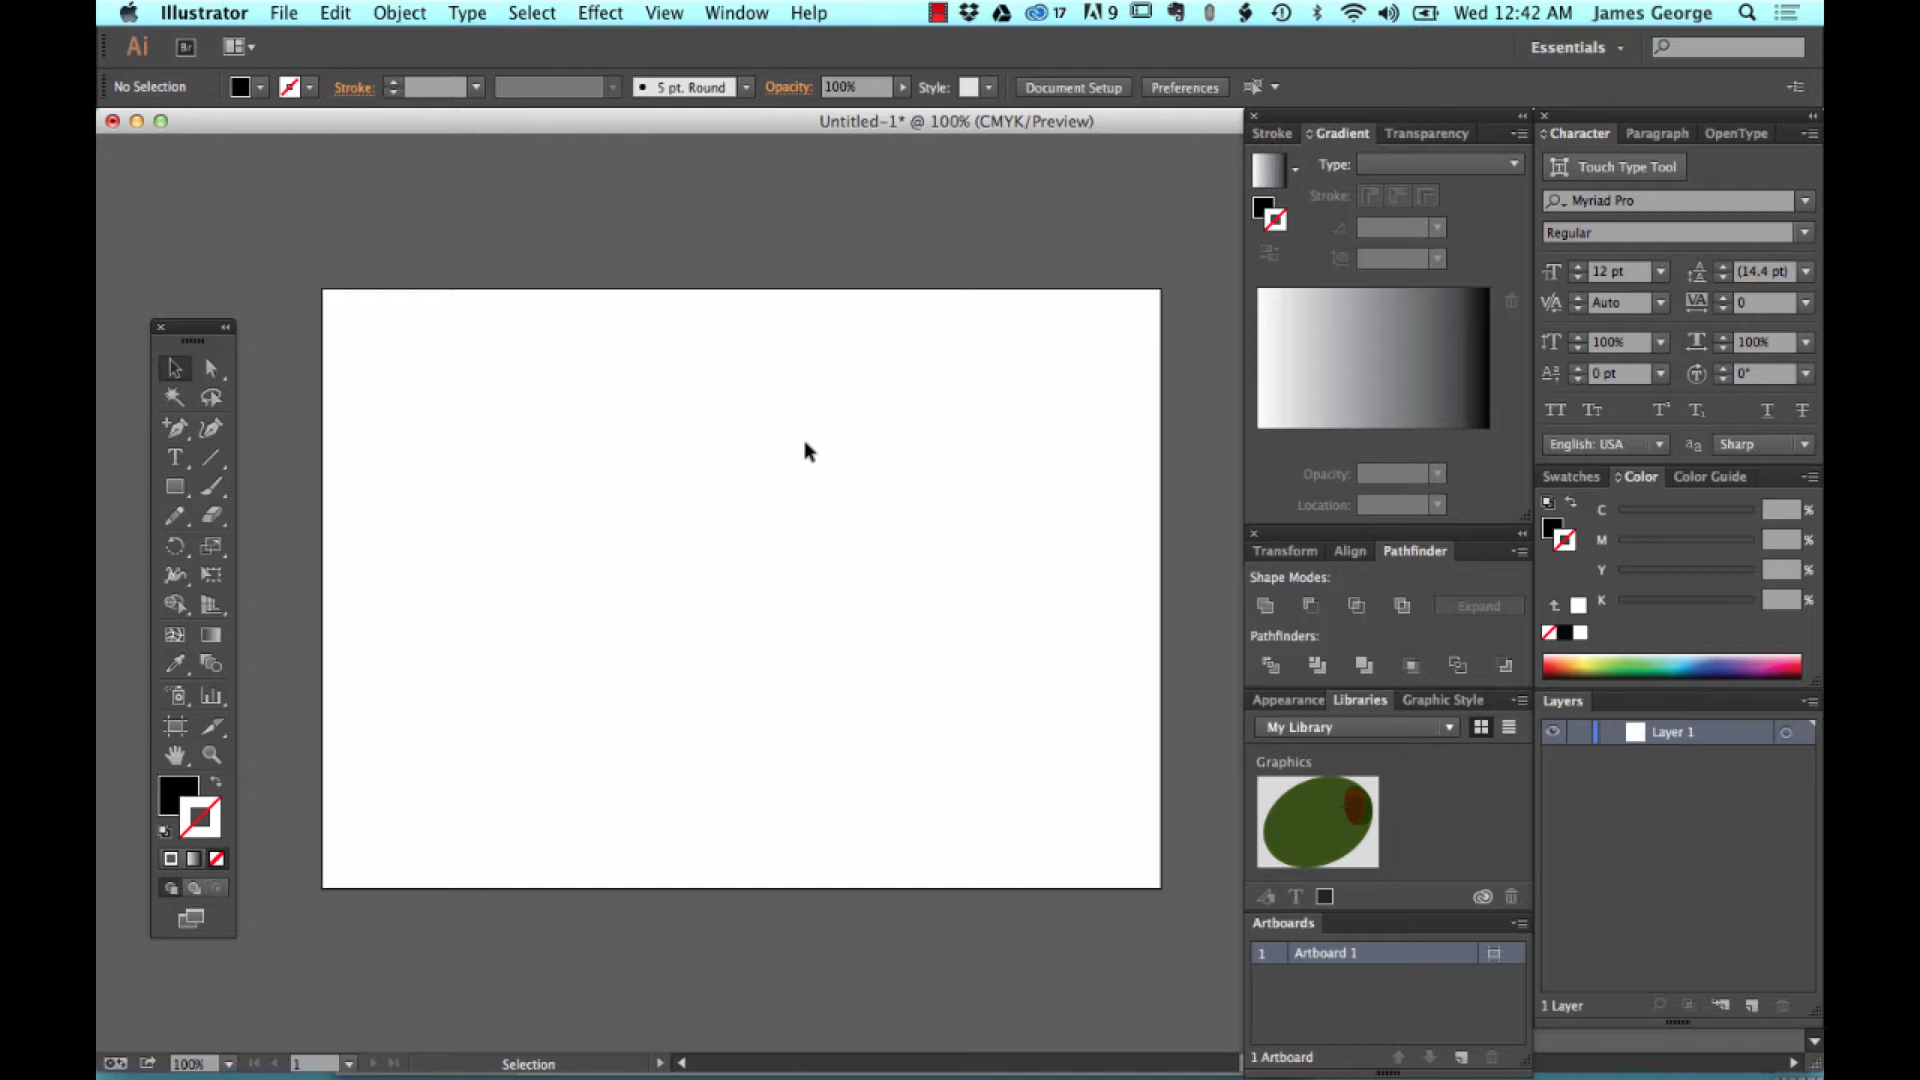 Illustrator File Edit Object Type Select Effect View Window Help 17 9 Wed 12:42 AM James George
Ai Br Essentials
No Selection Stroke: 5 pt. Round Opacity: 100% Style: Document Setup Preferences
Untitled-1* @ 100% (CMYK/Preview)
Stroke Gradient Transparency
Type:
Stroke:
Opacity:
Location:
Transform Align Pathfinder
Shape Modes:
Expand
Pathfinders:
Appearance Libraries Graphic Style
My Library
Graphics
Artboards
1 Artboard 1
1 Artboard
Character Paragraph OpenType
Touch Type Tool
Myriad Pro
Regular
12 pt (14.4 pt)
Auto 0
100% 100%
0 pt 0°
English: USA Sharp
Swatches Color Color Guide
C %
M %
Y %
K %
Layers
Layer 1
1 Layer
100% 1 Selection